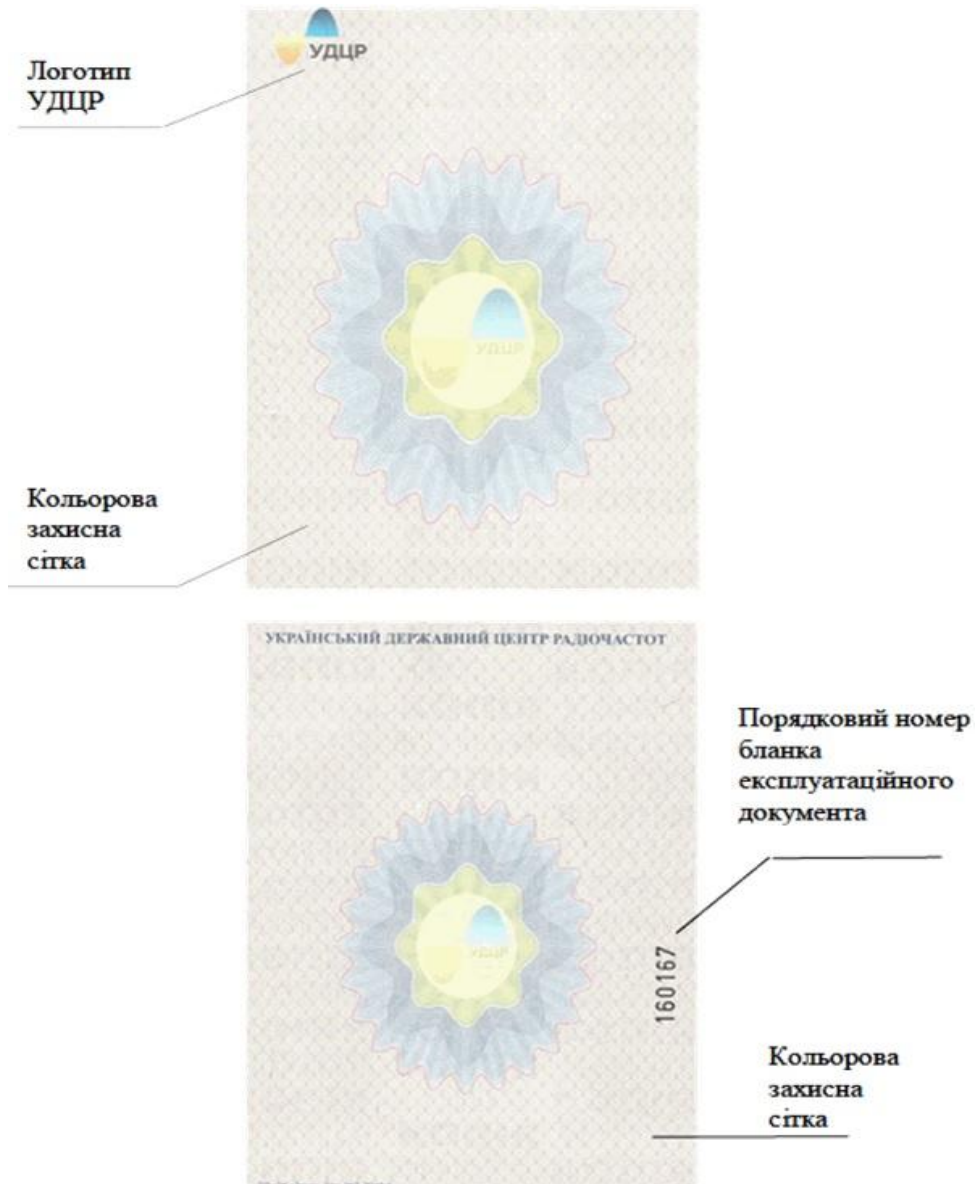 УДЦР
Логотип
УДЦР
УДЦР
Кольорова
захисна
сітка
УКРАЇНСЬКИЙ ДЕРЖАВНИЙ ЦЕНТР РАДІОЧАСТОТ
Порядковий номер
бланка
експлуатаційного
документа
УДЦР
160167
Кольорова
захисна
сітка